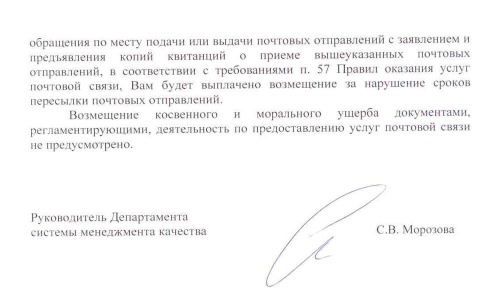 обращения по месту подачи или выдачи почтовых отправлений с заявлением и
предъявления копий квитанций о приеме вышеуказанных почтовых
отправлений, в соответствии с требованиями п. 57 Правил оказания услуг
почтовой связи, Вам будет выплачено возмещение за нарушение сроков
пересылки почтовых отправлений.
Возмещение косвенного и морального ущерба документами,
регламентирующими, деятельность по предоставлению услуг почтовой связи
не предусмотрено.
Руководитель Департамента
системы менеджмента качества
С.В. Морозова